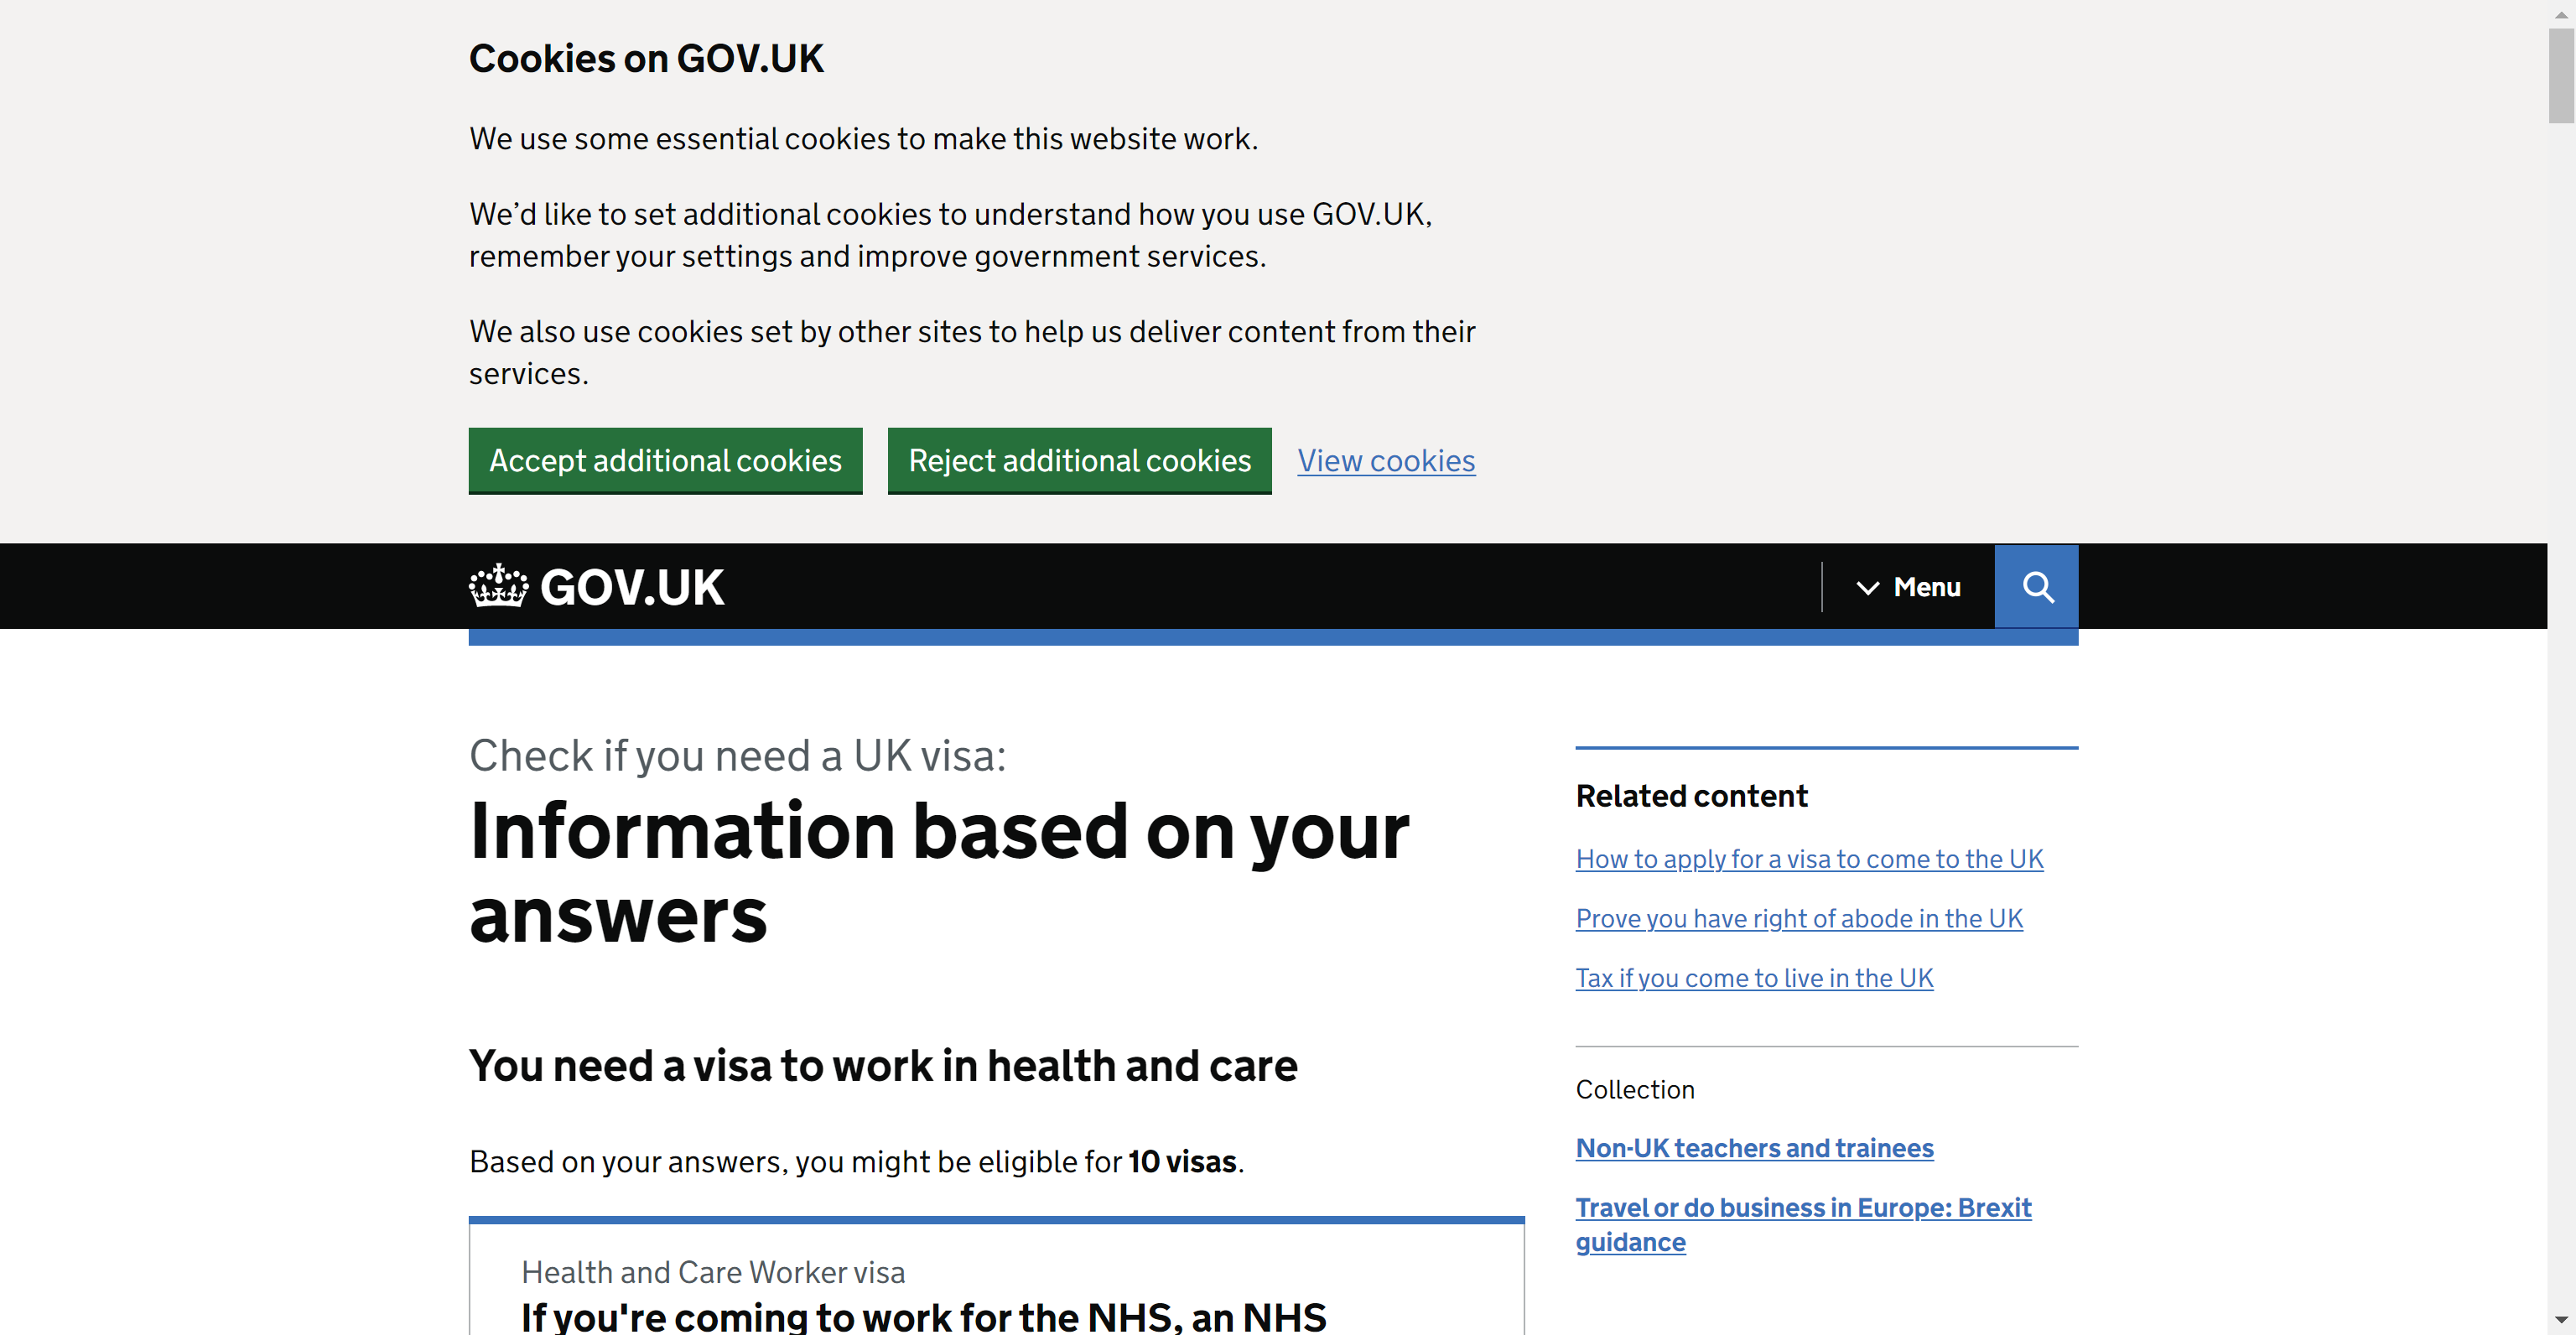 Cookies on GOV.UK
We use some essential cookies to make this website work.
We’d like to set additional cookies to understand how you use GOV.UK,
remember your settings and improve government services.
We also use cookies set by other sites to help us deliver content from their
services.
Accept additional cookies
Reject additional cookies
View cookies
GOV.UK
Menu
Check if you need a UK visa:
Information based on your
answers
You need a visa to work in health and care
Based on your answers, you might be eligible for 10 visas.
Health and Care Worker visa
If you're coming to work for the NHS, an NHS
Related content
How to apply for a visa to come to the UK
Prove you have right of abode in the UK
Tax if you come to live in the UK
Collection
Non-UK teachers and trainees
Travel or do business in Europe: Brexit
guidance